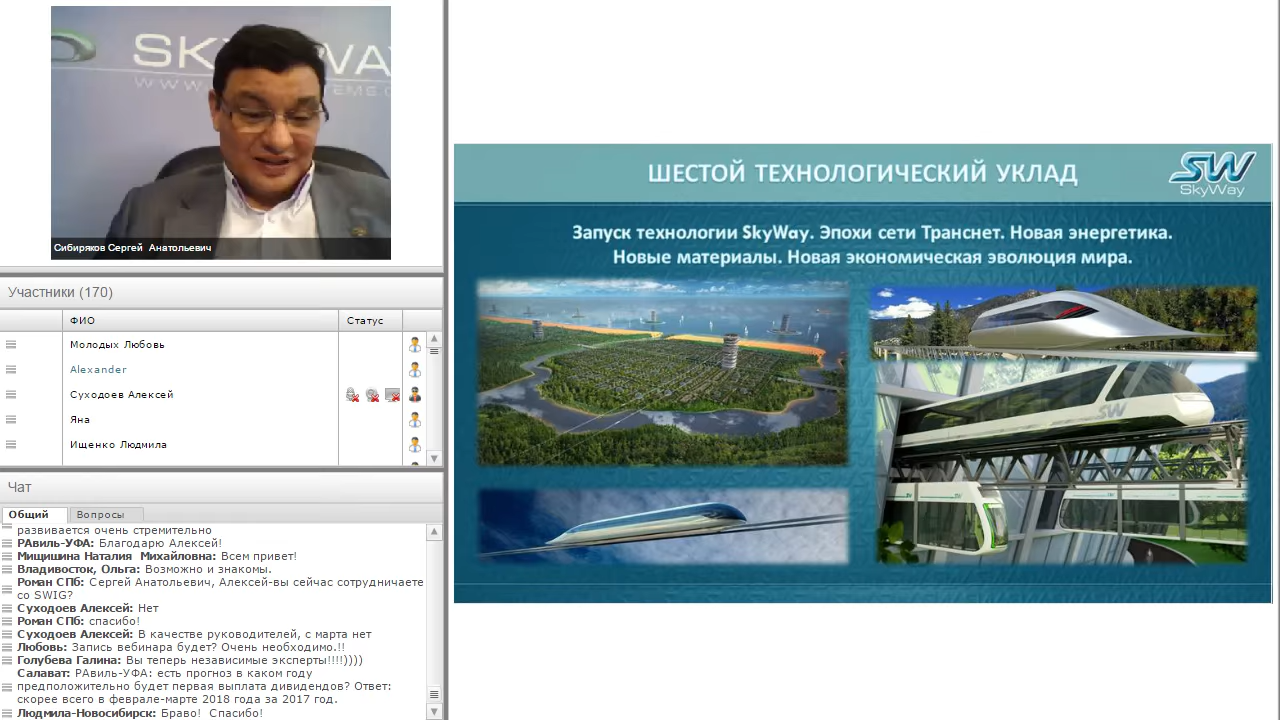 SKYWAY
Сибиряков Сергей Анатольевич
Участники (170)
ФИО
Статус
Молодых Любовь
Alexander
Суходоев Алексей
Яна
Ищенко Людмила
Чат
Общий
Вопросы
развивается очень стремительно
РАвиль-УФА: Благодарю Алексей!
Мищишина Наталия Михайловна: Всем привет!
Владивосток, Ольга: Возможно и знакомы.
Роман СПб: Сергей Анатольевич, Алексей-вы сейчас сотрудничаете
со SWIG?
Суходоев Алексей: Нет
Роман СПб: спасибо!
Суходоев Алексей: В качестве руководителей, с марта нет
Любовь: Запись вебинара будет? Очень необходимо.!!
Голубева Галина: Вы теперь независимые эксперты!!!!))))
Салават: РАвиль-УФА: есть прогноз в каком году
предположительно будет первая выплата дивидендов? Ответ:
скорее всего в феврале-марте 2018 года за 2017 год.
Людмила-Новосибирск: Браво! Спасибо!
ШЕСТОЙ ТЕХНОЛОГИЧЕСКИЙ УКЛАД
SW
SkyWay
Запуск технологии SkyWay. Эпохи сети Транснет. Новая энергетика.
Новые материалы. Новая экономическая эволюция мира.
SW